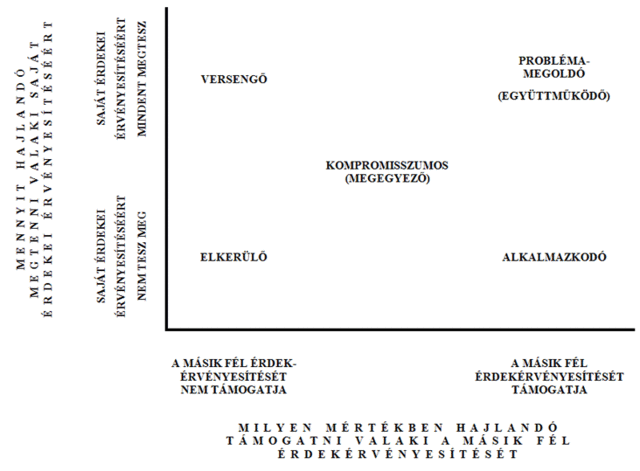 MENNYIT HAJLANDÓ
MEGTENNI VALAKI SAJÁT
ÉRDEKEI ÉRVÉNYESÍTÉSÉÉRT
SAJÁT ÉRDEKEI
ÉRVÉNYESÍTÉSÉÉRT
MINDENT MEGTESZ
SAJÁT ÉRDEKEI
ÉRVÉNYESÍTÉSÉÉRT
NEM TESZ MEG
VERSENGŐ
PROBLÉMA-
MEGOLDÓ
(EGYÜTTMŰKÖDŐ)
KOMPROMISSZUMOS
(MEGEGYEZŐ)
ELKERÜLŐ
ALKALMAZKODÓ
A MÁSIK FÉL ÉRDEK-
ÉRVÉNYESÍTÉSÉT
NEM TÁMOGATJA
A MÁSIK FÉL
ÉRDEKÉRVÉNYESÍTÉSÉT
TÁMOGATJA
MILYEN MÉRTÉKBEN HAJLANDÓ
TÁMOGATNI VALAKI A MÁSIK FÉL
ÉRDEKÉRVÉNYESÍTÉSÉT